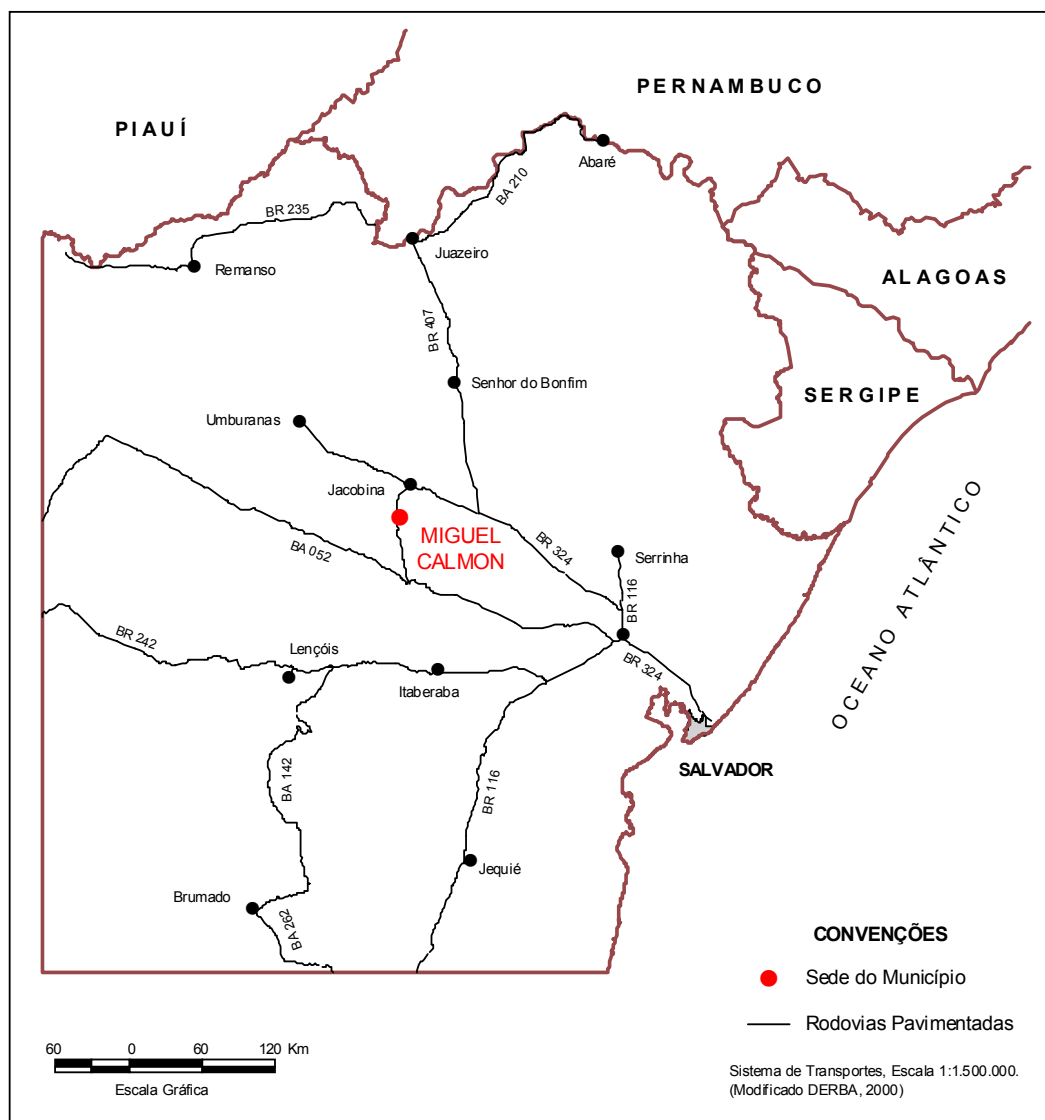 PERNAMBUCO
PIAUÍ
Abaré
BA 210
BR 235
Juazeiro
Remanso
ALAGOAS
BR 407
Senhor do Bonfim
SERGIPE
Umburanas
Jacobina
MIGUEL
CALMON
BR 324
BA 052
Serrinha
BR 116
OCEANO ATLÂNTICO
BR 242
Lençóis
Itaberaba
BR 324
SALVADOR
BA 142
BR 116
Jequié
Brumado
BA 262
CONVENÇÕES
Sede do Município
Rodovias Pavimentadas
60 0 60 120 Km
Escala Gráfica
Sistema de Transportes, Escala 1:1.500.000.
(Modificado DERBA, 2000)